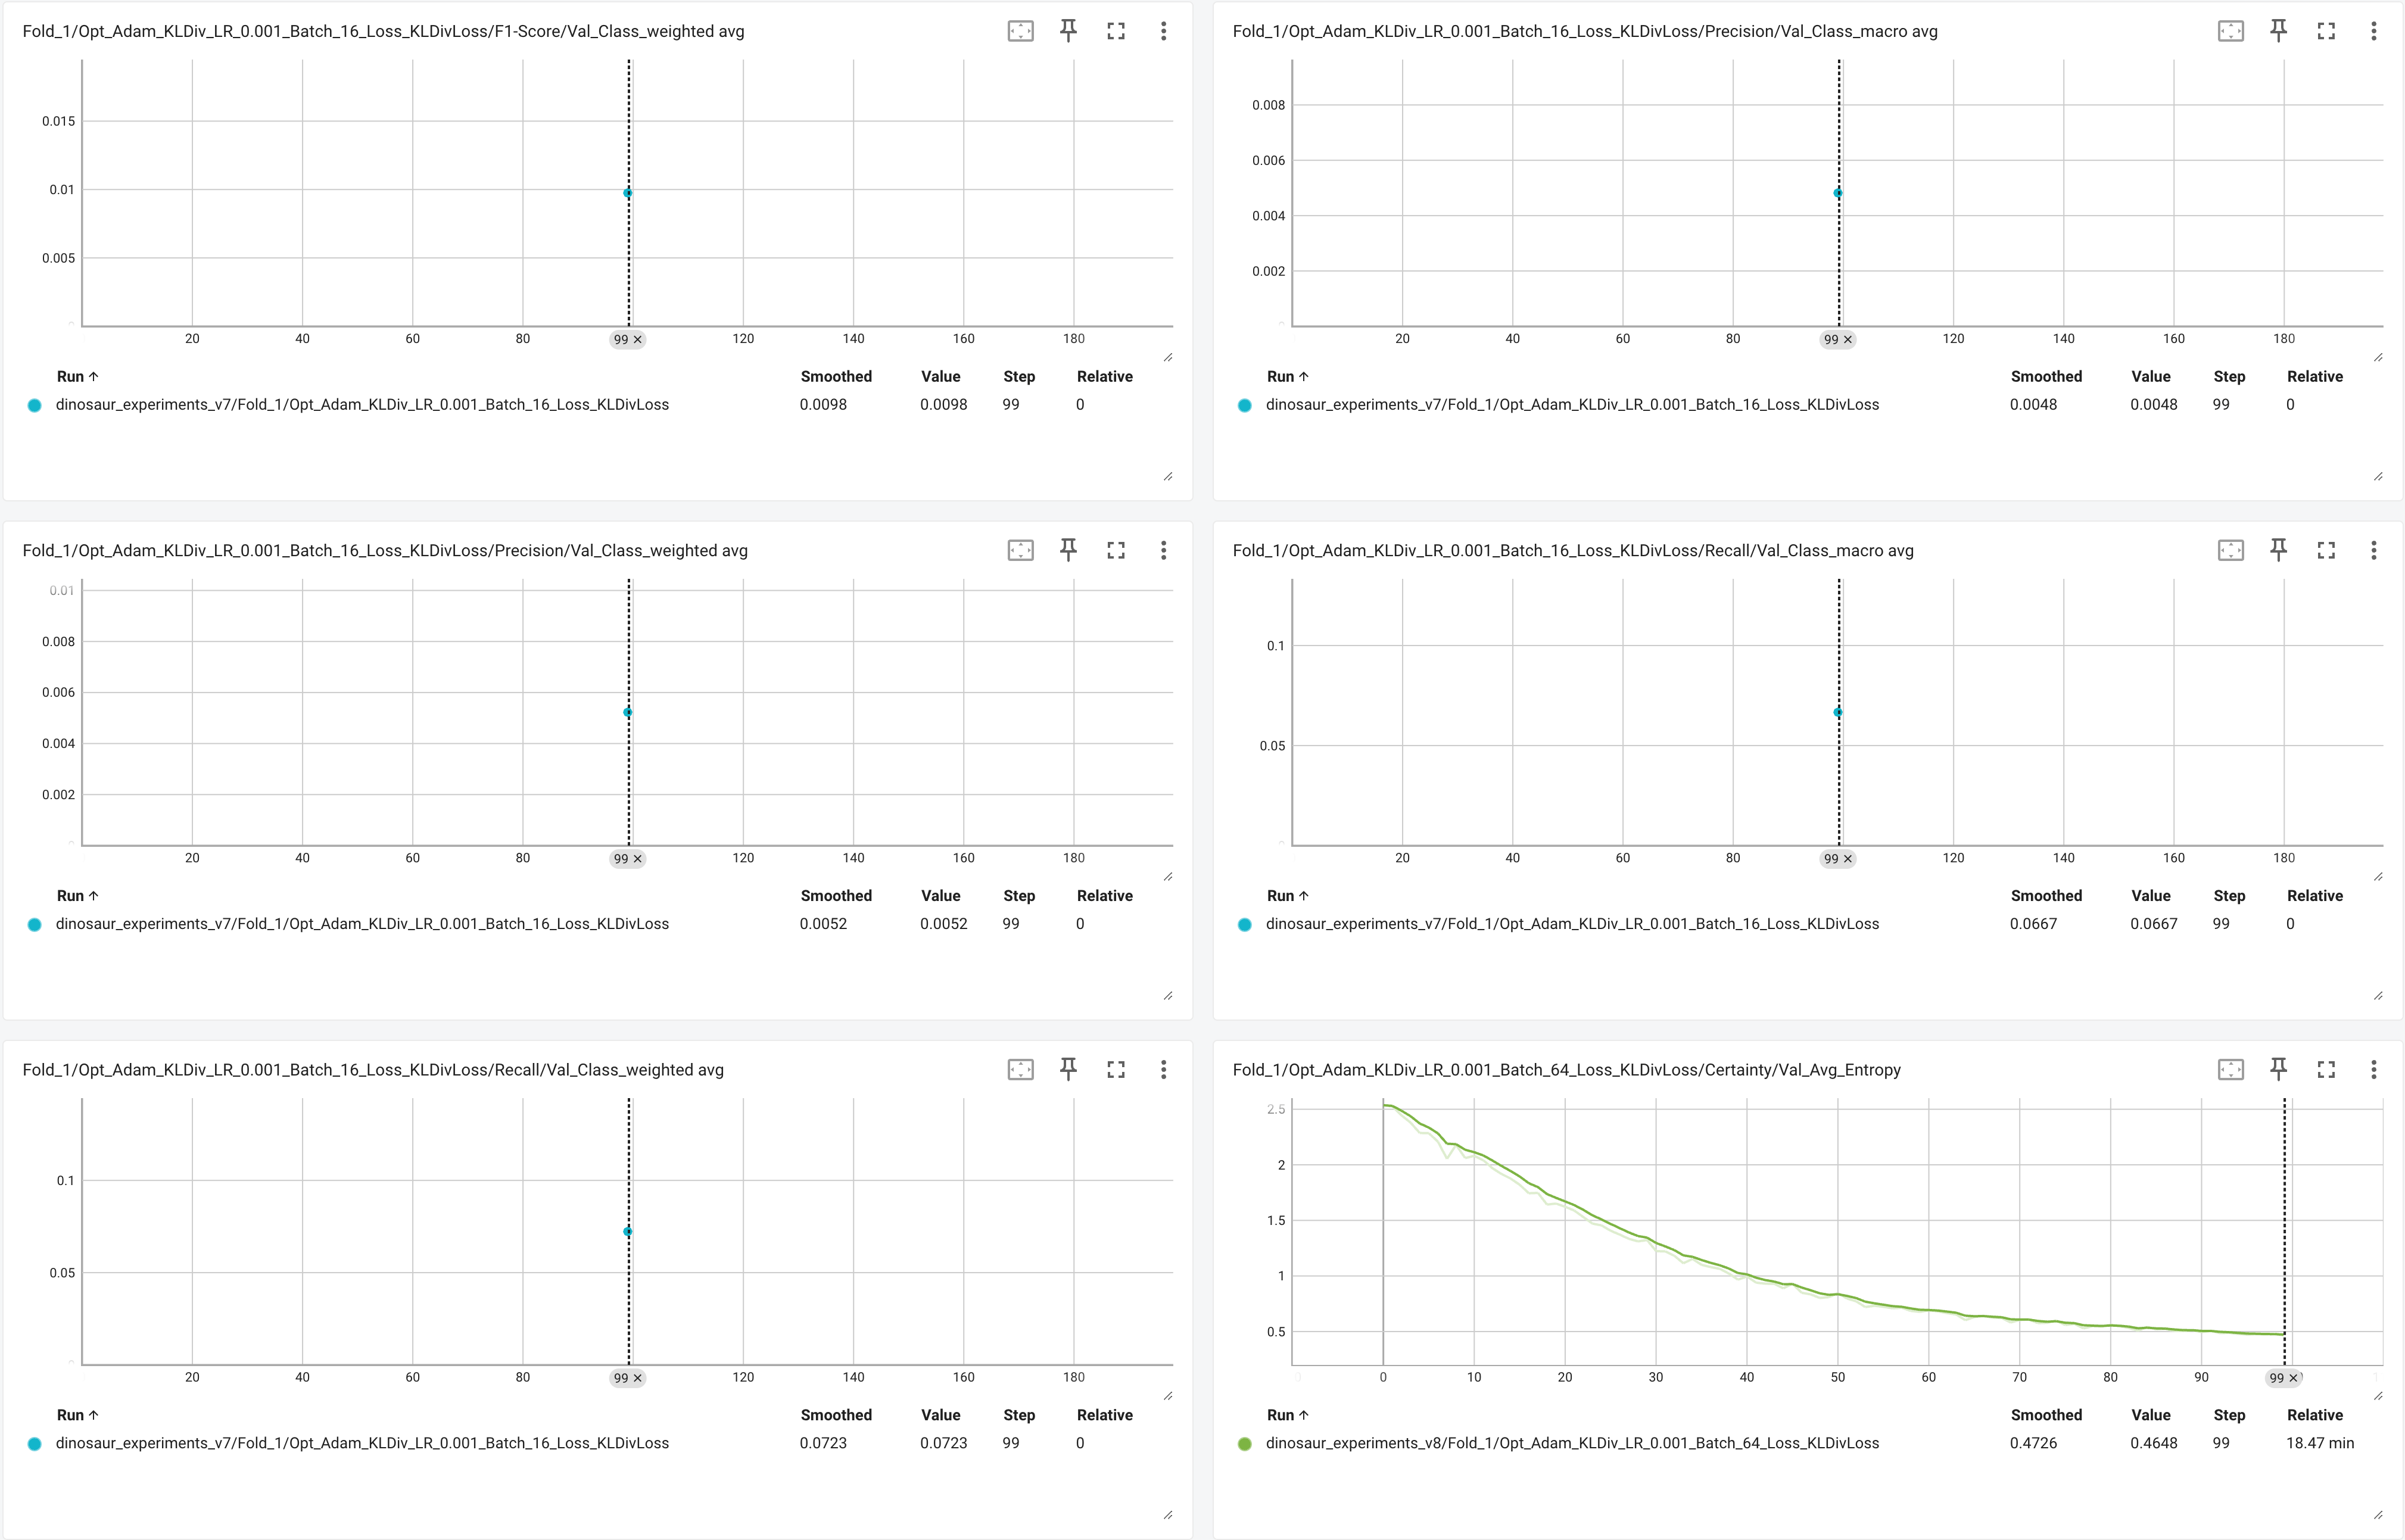 Fold_1/Opt_Adam_KLDiv_LR_0.001_Batch_16_Loss_KLDivLoss/F1-Score/Val_Class_weighted avg
0.015
0.01
0.005
20 40 60 80 99 × 120 140 160 180
Run ↑ Smoothed Value Step Relative
dinosaur_experiments_v7/Fold_1/Opt_Adam_KLDiv_LR_0.001_Batch_16_Loss_KLDivLoss 0.0098 0.0098 99 0
Fold_1/Opt_Adam_KLDiv_LR_0.001_Batch_16_Loss_KLDivLoss/Precision/Val_Class_macro avg
0.008
0.006
0.004
0.002
20 40 60 80 99 × 120 140 160 180
Run ↑ Smoothed Value Step Relative
dinosaur_experiments_v7/Fold_1/Opt_Adam_KLDiv_LR_0.001_Batch_16_Loss_KLDivLoss 0.0048 0.0048 99 0
Fold_1/Opt_Adam_KLDiv_LR_0.001_Batch_16_Loss_KLDivLoss/Precision/Val_Class_weighted avg
0.01
0.008
0.006
0.004
0.002
20 40 60 80 99 × 120 140 160 180
Run ↑ Smoothed Value Step Relative
dinosaur_experiments_v7/Fold_1/Opt_Adam_KLDiv_LR_0.001_Batch_16_Loss_KLDivLoss 0.0052 0.0052 99 0
Fold_1/Opt_Adam_KLDiv_LR_0.001_Batch_16_Loss_KLDivLoss/Recall/Val_Class_macro avg
0.1
0.05
20 40 60 80 99 × 120 140 160 180
Run ↑ Smoothed Value Step Relative
dinosaur_experiments_v7/Fold_1/Opt_Adam_KLDiv_LR_0.001_Batch_16_Loss_KLDivLoss 0.0667 0.0667 99 0
Fold_1/Opt_Adam_KLDiv_LR_0.001_Batch_16_Loss_KLDivLoss/Recall/Val_Class_weighted avg
0.1
0.05
20 40 60 80 99 × 120 140 160 180
Run ↑ Smoothed Value Step Relative
dinosaur_experiments_v7/Fold_1/Opt_Adam_KLDiv_LR_0.001_Batch_16_Loss_KLDivLoss 0.0723 0.0723 99 0
Fold_1/Opt_Adam_KLDiv_LR_0.001_Batch_64_Loss_KLDivLoss/Certainty/Val_Avg_Entropy
2.5
2
1.5
1
0.5
0 10 20 30 40 50 60 70 80 90 99 ×
Run ↑ Smoothed Value Step Relative
dinosaur_experiments_v8/Fold_1/Opt_Adam_KLDiv_LR_0.001_Batch_64_Loss_KLDivLoss 0.4726 0.4648 99 18.47 min